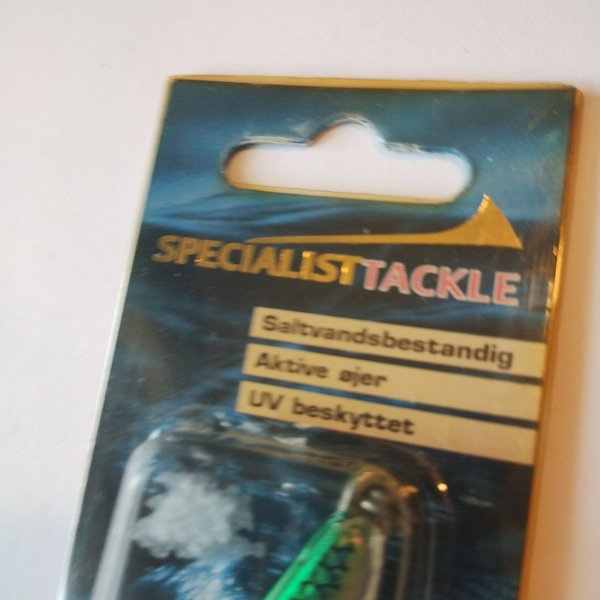 SPECIALISTTACKLE
Saltvandsbestandig
Aktive øjer
UV beskyttet